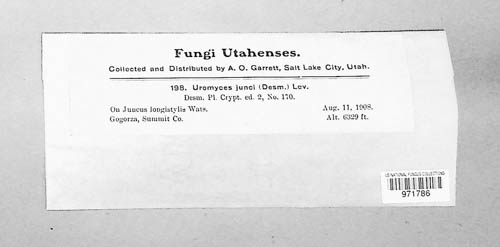 Fungi Utahenses.
Collected and Distributed by A. O. Garrett, Salt Lake City, Utah.
198. Uromyces junci (Desm.) Lev.
Desm. Pl. Crypt. ed. 2, No. 170.
On Juncus longistylis Wats. Aug. 11, 1908.
Gogorza, Summit Co. Alt. 6329 ft.
US NATIONAL FUNGUS COLLECTIONS
971786